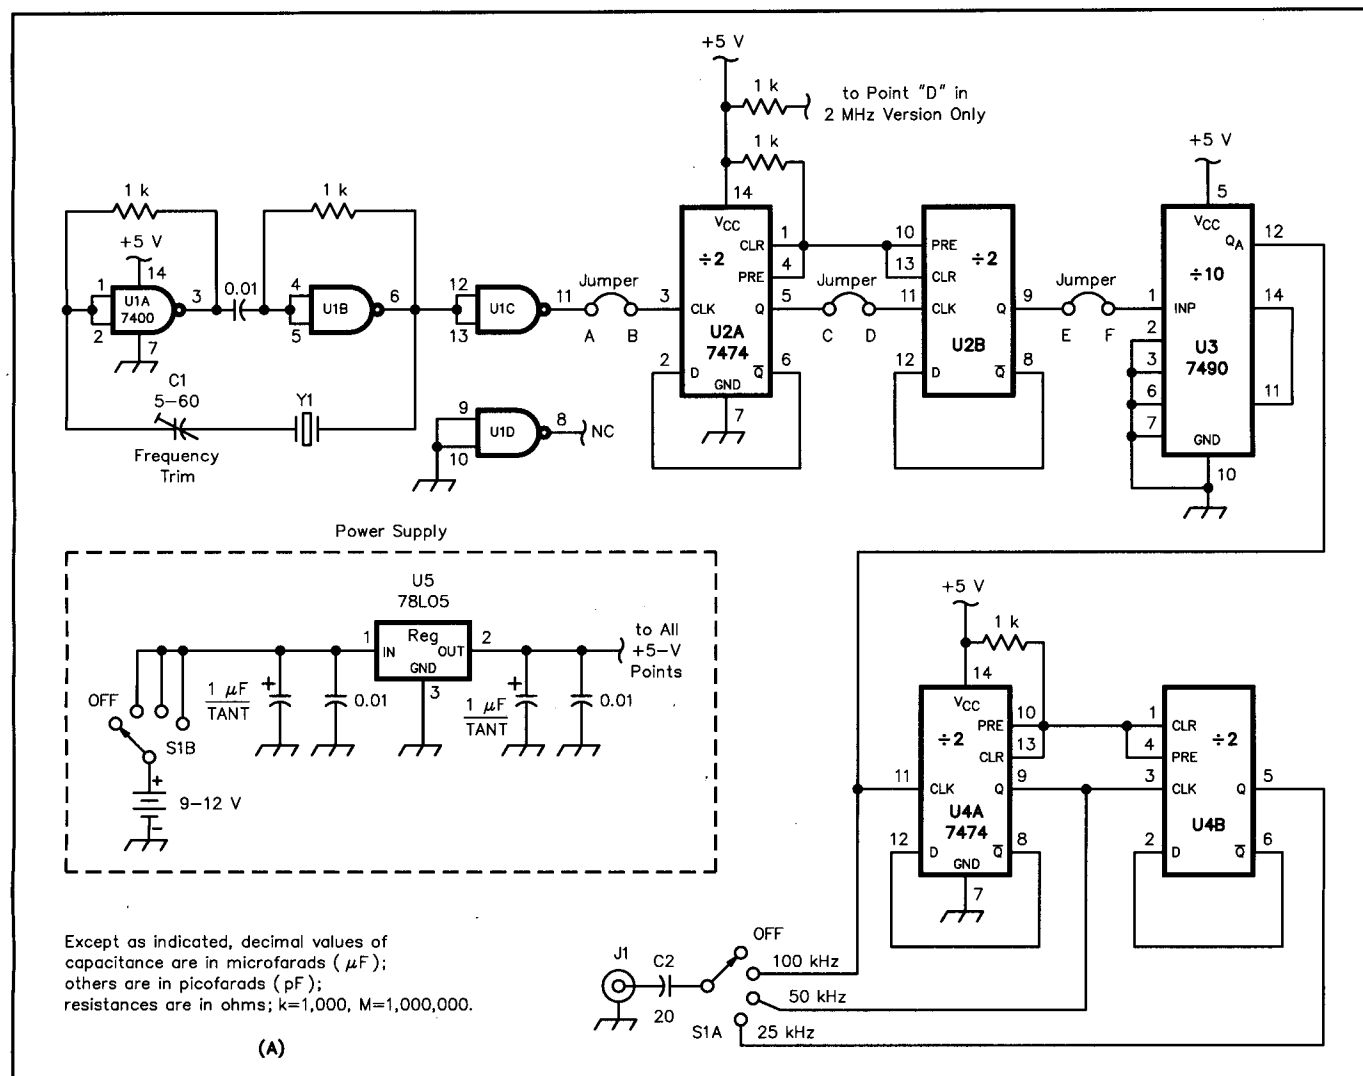 +5 V
1 k
to Point "D" in
2 MHz Version Only
1 k
+5 V
1 k
1 k
14
5
+5 V
14
VCC
1
CLR
÷2
4
PRE
10
PRE
÷2
13
CLR
VCC
12
QA
÷10
1
U1A
7400
3
2
7
0.01
4
U1B
6
5
12
U1C
11
13
Jumper
A
B
3
CLK
Q
5
U2A
7474
Jumper
C
D
11
CLK
Q
9
U2B
Jumper
E
F
1
INP
14
2
U3
7490
3
6
11
7
GND
10
2
D
Q
6
GND
7
12
D
Q
8
C1
5–60
Y1
Frequency
Trim
9
U1D
8
NC
10
Power Supply
U5
78L05
1
Reg
2
IN
OUT
GND
3
to All
+5–V
Points
OFF
+
1 µF
TANT
0.01
+
1 µF
TANT
0.01
S1B
+
9–12 V
–
+5 V
1 k
14
VCC
10
PRE
÷2
13
CLR
1
CLR
÷2
4
PRE
11
CLK
Q
9
3
CLK
Q
5
U4A
7474
U4B
12
D
Q
8
GND
7
2
D
Q
6
Except as indicated, decimal values of
capacitance are in microfarads (µF);
others are in picofarads (pF);
resistances are in ohms; k=1,000, M=1,000,000.
(A)
J1
C2
20
OFF
100 kHz
50 kHz
S1A
25 kHz